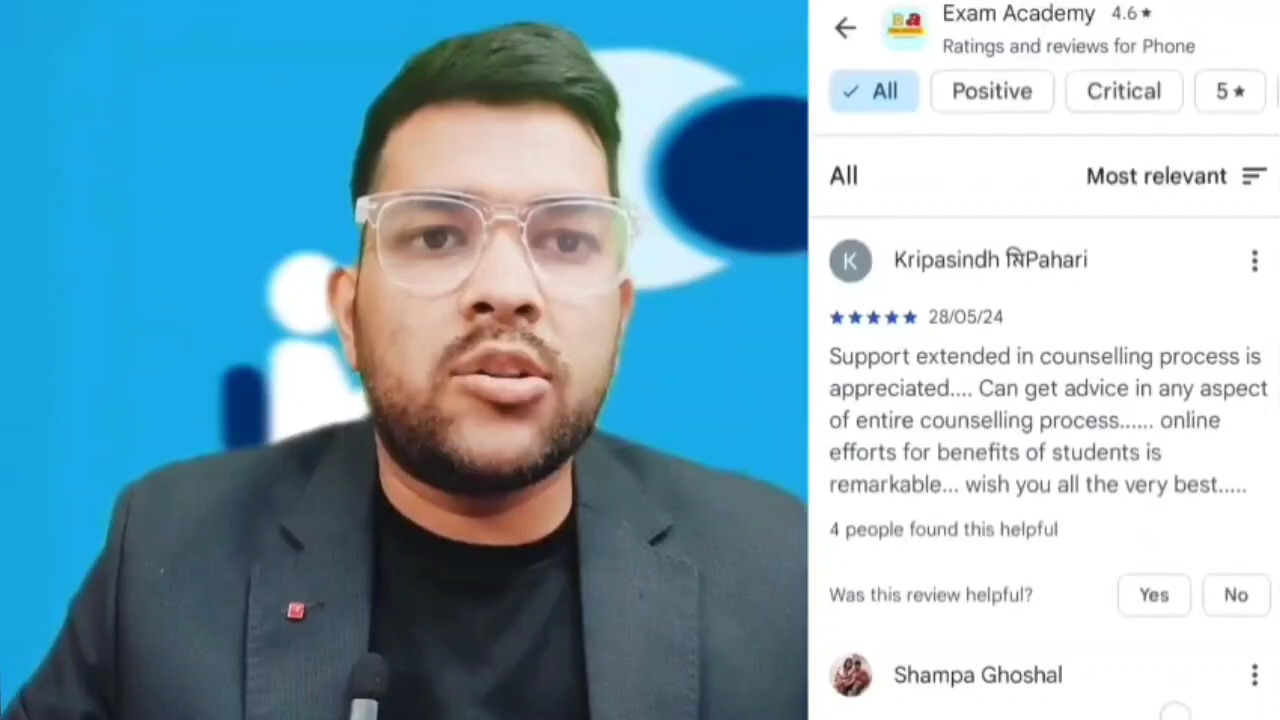 Exam Academy 4.6 ★
Ratings and reviews for Phone
All Positive Critical 5 ★
All Most relevant
K Kripasindh মিPahari
28/05/24
Support extended in counselling process is
appreciated.... Can get advice in any aspect
of entire counselling process...... online
efforts for benefits of students is
remarkable... wish you all the very best.....
4 people found this helpful
Was this review helpful? Yes No
Shampa Ghoshal